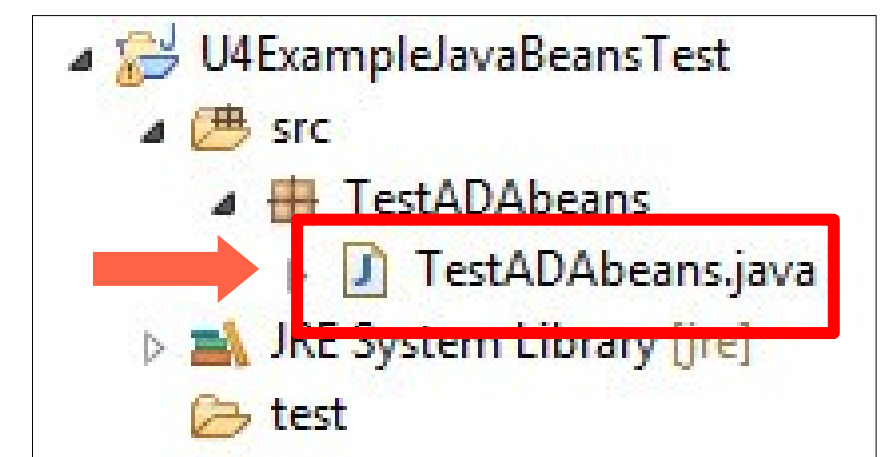 U4ExampleJavaBeansTest
src
TestADAbeans
TestADAbeans.java
JRE System Library [jre]
test